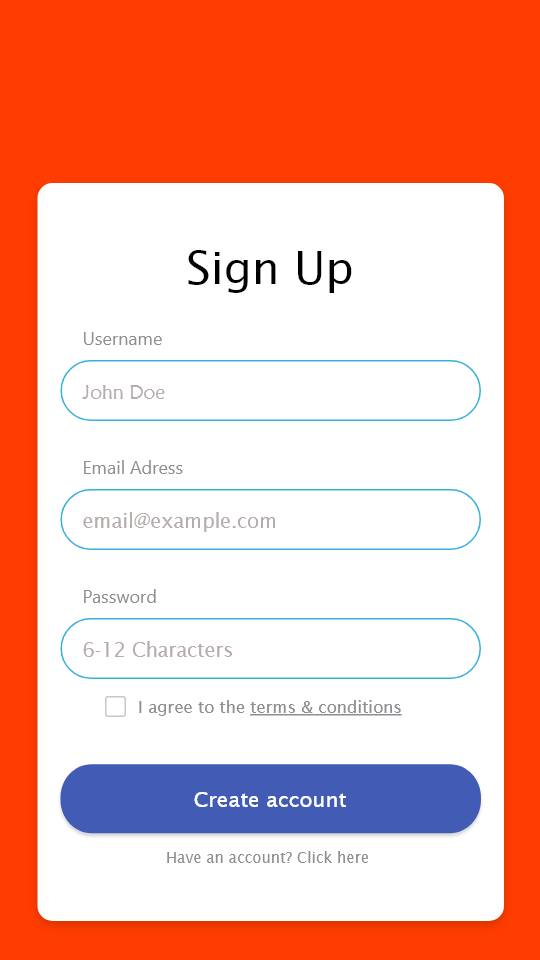 Sign Up
Username
John Doe
Email Adress
email@example.com
Password
6-12 Characters
I agree to the terms & conditions
Create account
Have an account? Click here